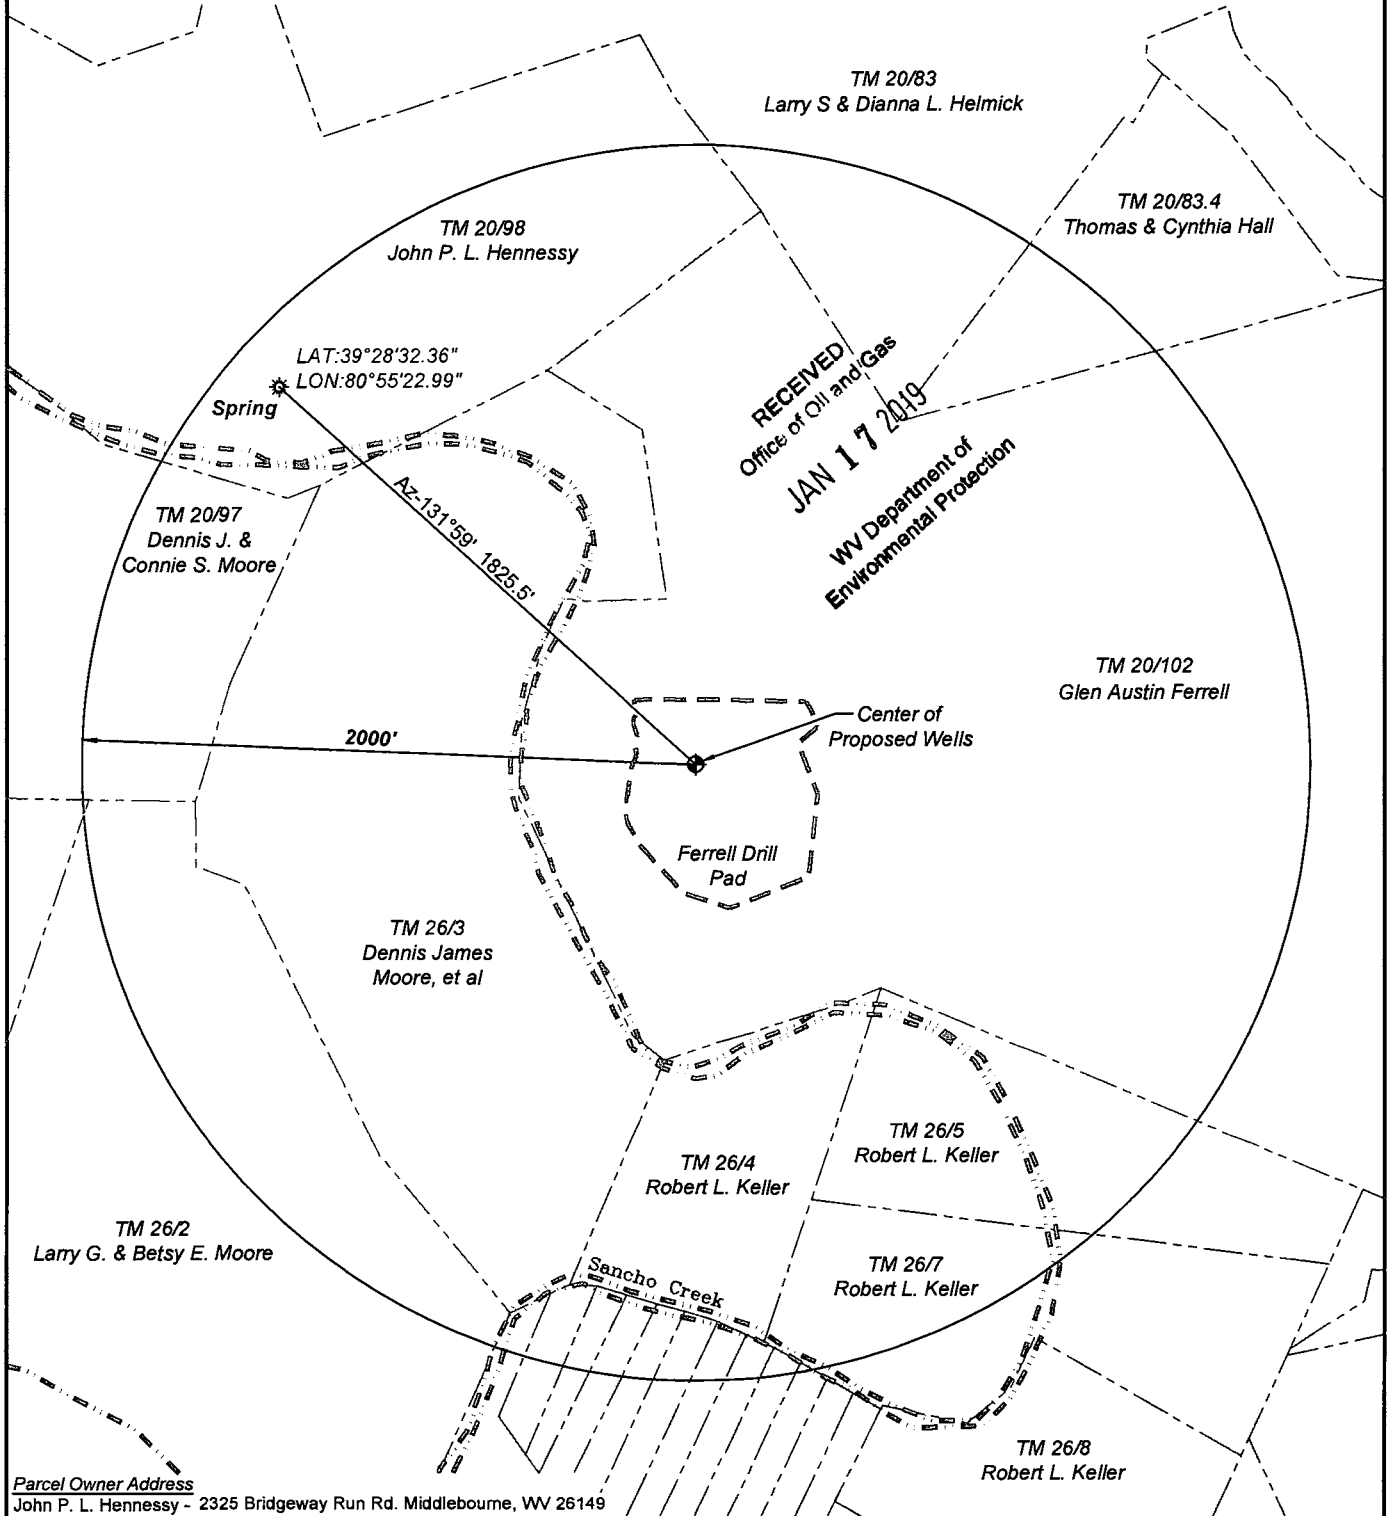 TM 20/83
Larry S & Dianna L. Helmick
TM 20/83.4
Thomas & Cynthia Hall
TM 20/98
John P. L. Hennessy
LAT:39°28'32.36"
LON:80°55'22.99"
Spring
RECEIVED
Office of Oil and Gas
JAN 17 2019
WV Department of
Environmental Protection
Az-131°59' 1825.5'
TM 20/97
Dennis J. &
Connie S. Moore
TM 20/102
Glen Austin Ferrell
Center of
Proposed Wells
2000'
Ferrell Drill
Pad
TM 26/3
Dennis James
Moore, et al
TM 26/5
Robert L. Keller
TM 26/4
Robert L. Keller
TM 26/2
Larry G. & Betsy E. Moore
TM 26/7
Robert L. Keller
Sancho Creek
TM 26/8
Robert L. Keller
Parcel Owner Address
John P. L. Hennessy - 2325 Bridgeway Run Rd. Middlebourne, WV 26149